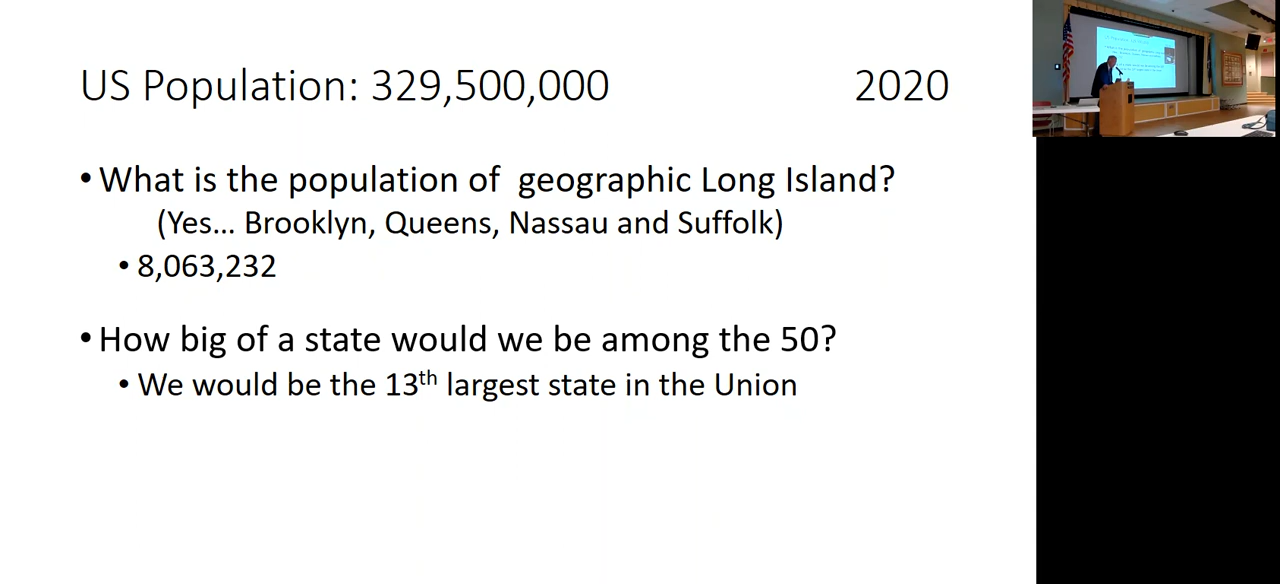 US Population: 329,500,000 2020
• What is the population of geographic Long Island?
(Yes... Brooklyn, Queens, Nassau and Suffolk)
• 8,063,232
• How big of a state would we be among the 50?
• We would be the 13th largest state in the Union